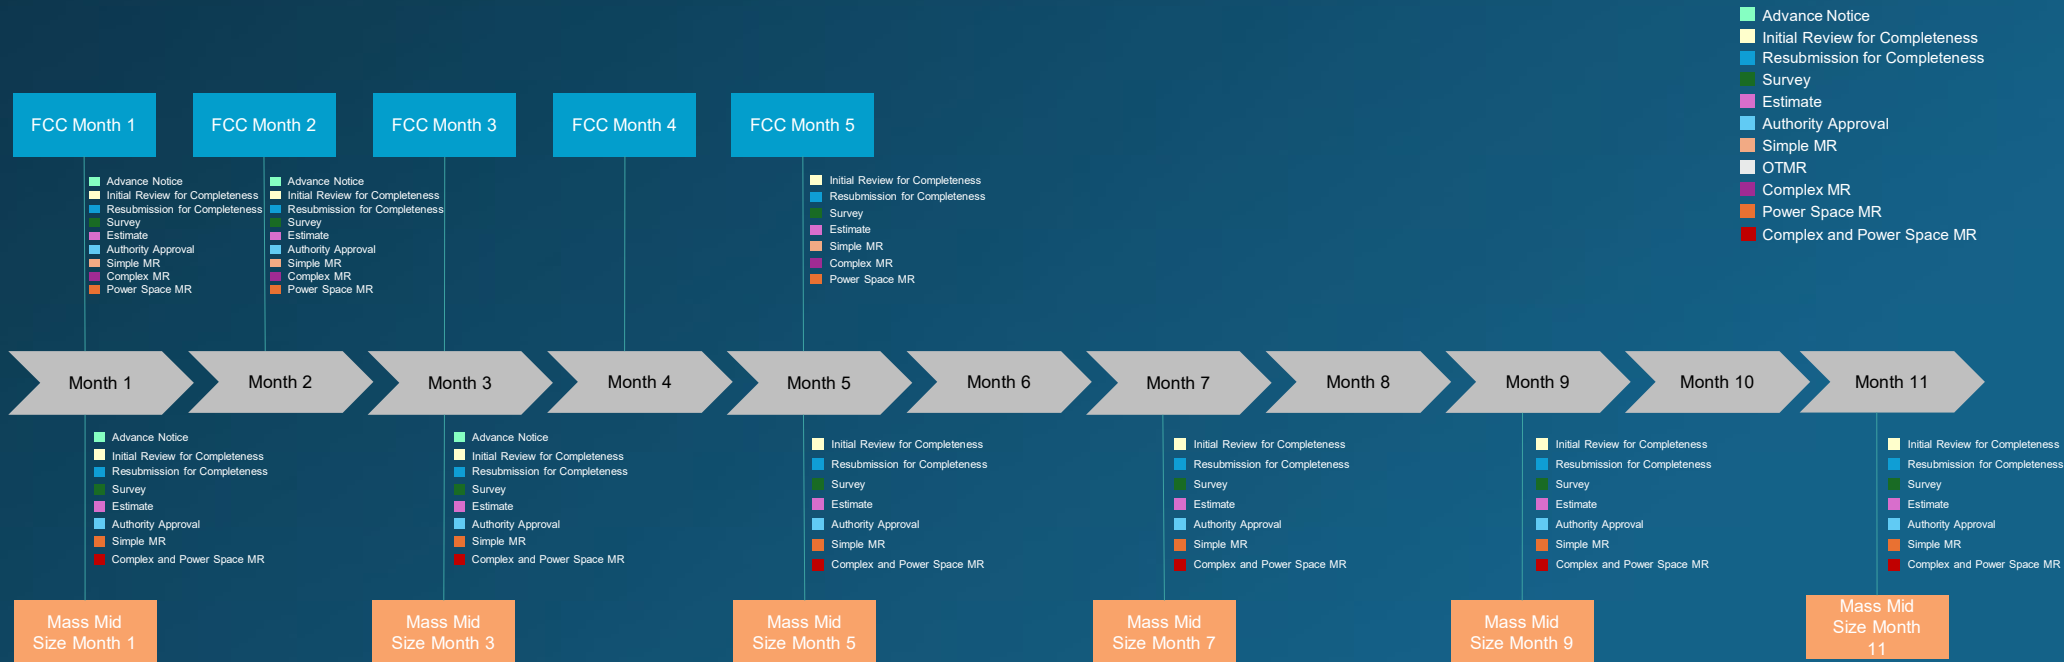 Advance Notice
Initial Review for Completeness
Resubmission for Completeness
Survey
Estimate
Authority Approval
Simple MR
OTMR
Complex MR
Power Space MR
Complex and Power Space MR
FCC Month 1
FCC Month 2
FCC Month 3
FCC Month 4
FCC Month 5
Advance Notice
Initial Review for Completeness
Resubmission for Completeness
Survey
Estimate
Authority Approval
Simple MR
Complex MR
Power Space MR
Advance Notice
Initial Review for Completeness
Resubmission for Completeness
Survey
Estimate
Authority Approval
Simple MR
Complex MR
Power Space MR
Initial Review for Completeness
Resubmission for Completeness
Survey
Estimate
Simple MR
Complex MR
Power Space MR
Month 1
Month 2
Month 3
Month 4
Month 5
Month 6
Month 7
Month 8
Month 9
Month 10
Month 11
Advance Notice
Initial Review for Completeness
Resubmission for Completeness
Survey
Estimate
Authority Approval
Simple MR
Complex and Power Space MR
Advance Notice
Initial Review for Completeness
Resubmission for Completeness
Survey
Estimate
Authority Approval
Simple MR
Complex and Power Space MR
Initial Review for Completeness
Resubmission for Completeness
Survey
Estimate
Authority Approval
Simple MR
Complex and Power Space MR
Initial Review for Completeness
Resubmission for Completeness
Survey
Estimate
Authority Approval
Simple MR
Complex and Power Space MR
Initial Review for Completeness
Resubmission for Completeness
Survey
Estimate
Authority Approval
Simple MR
Complex and Power Space MR
Initial Review for Completeness
Resubmission for Completeness
Survey
Estimate
Authority Approval
Simple MR
Complex and Power Space MR
Mass Mid
Size Month 1
Mass Mid
Size Month 3
Mass Mid
Size Month 5
Mass Mid
Size Month 7
Mass Mid
Size Month 9
Mass Mid
Size Month
11